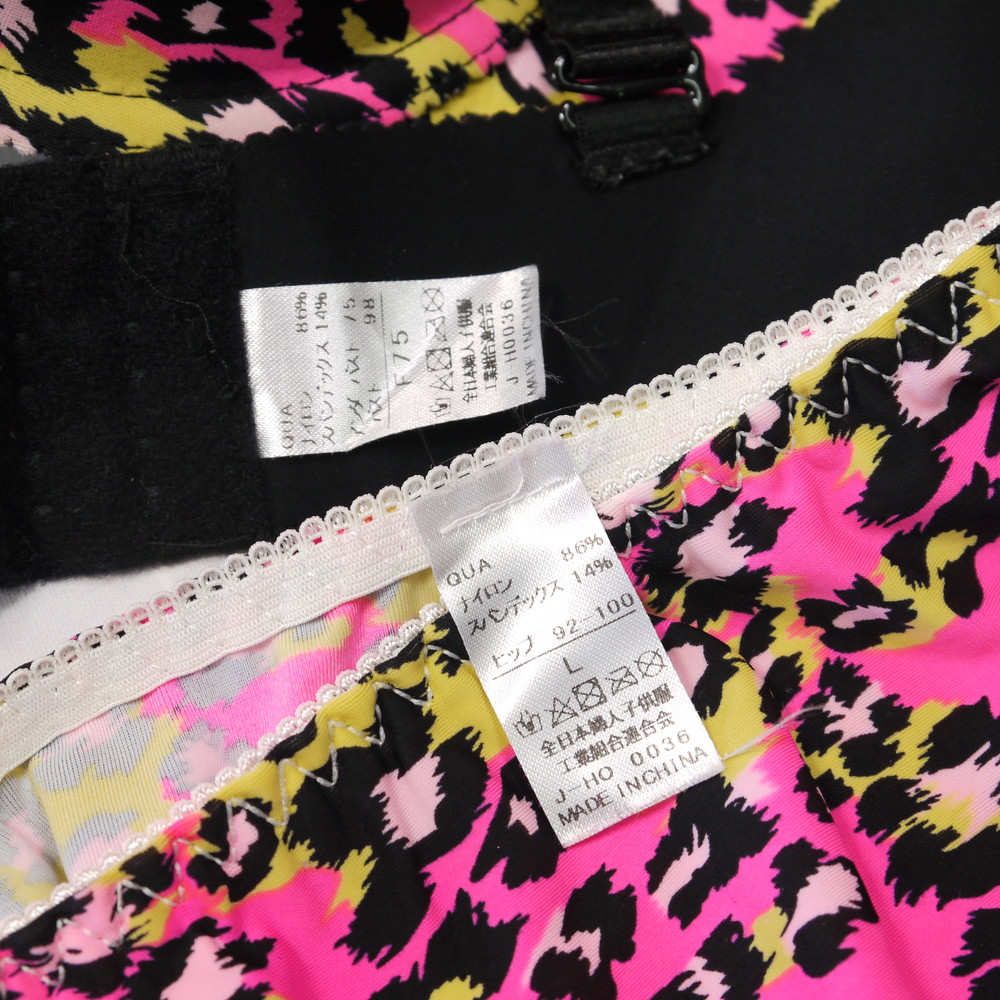 QUA
ナイロン 86%
スパンデックス 14%
アンダーバスト 75
バスト 98
F75
全日本婦人子供服
工業組合連合会
J-HO036
MADE IN CHINA
QUA
ナイロン 86%
スパンデックス 14%
ヒップ 92-100
L
全日本婦人子供服
工業組合連合会
J-HO 0036
MADE IN CHINA